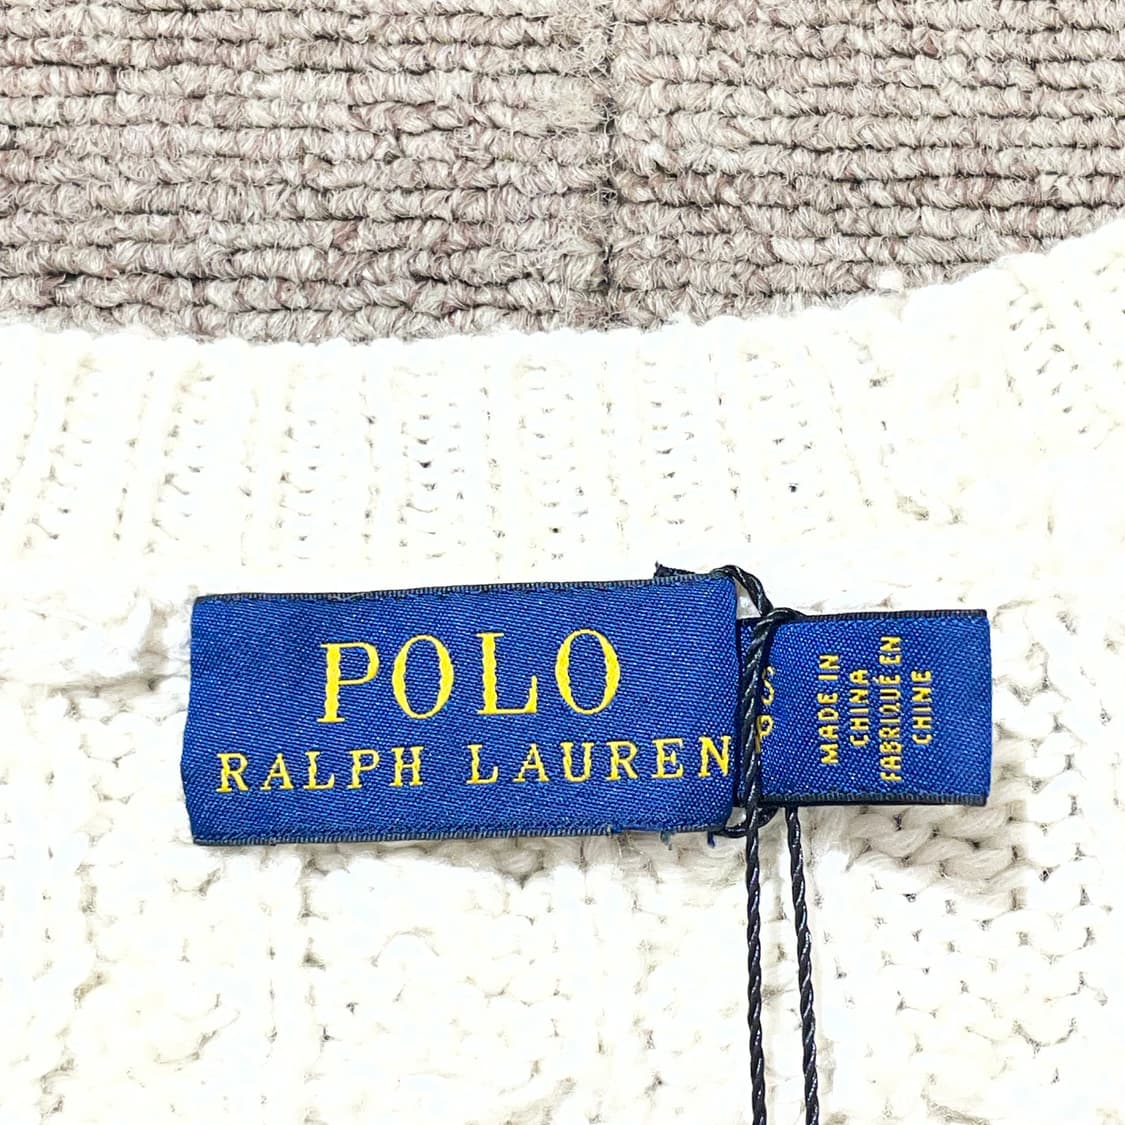 POLO
RALPH LAUREN
MADE IN
CHINA
FABRIQUÉ EN
CHINE